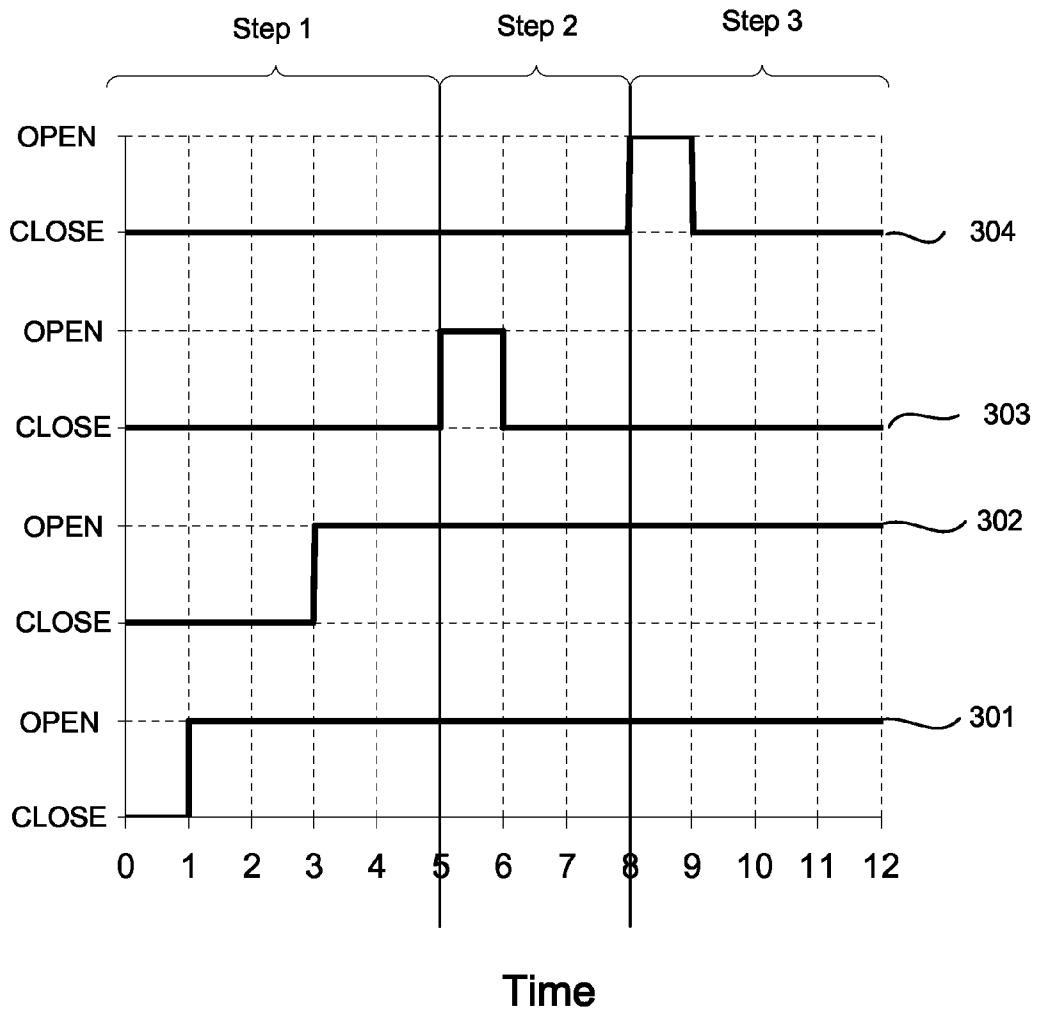 Step 1 Step 2 Step 3
OPEN
CLOSE 304
OPEN
CLOSE 303
OPEN 302
CLOSE
OPEN 301
CLOSE
0 1 2 3 4 5 6 7 8 9 10 11 12
Time